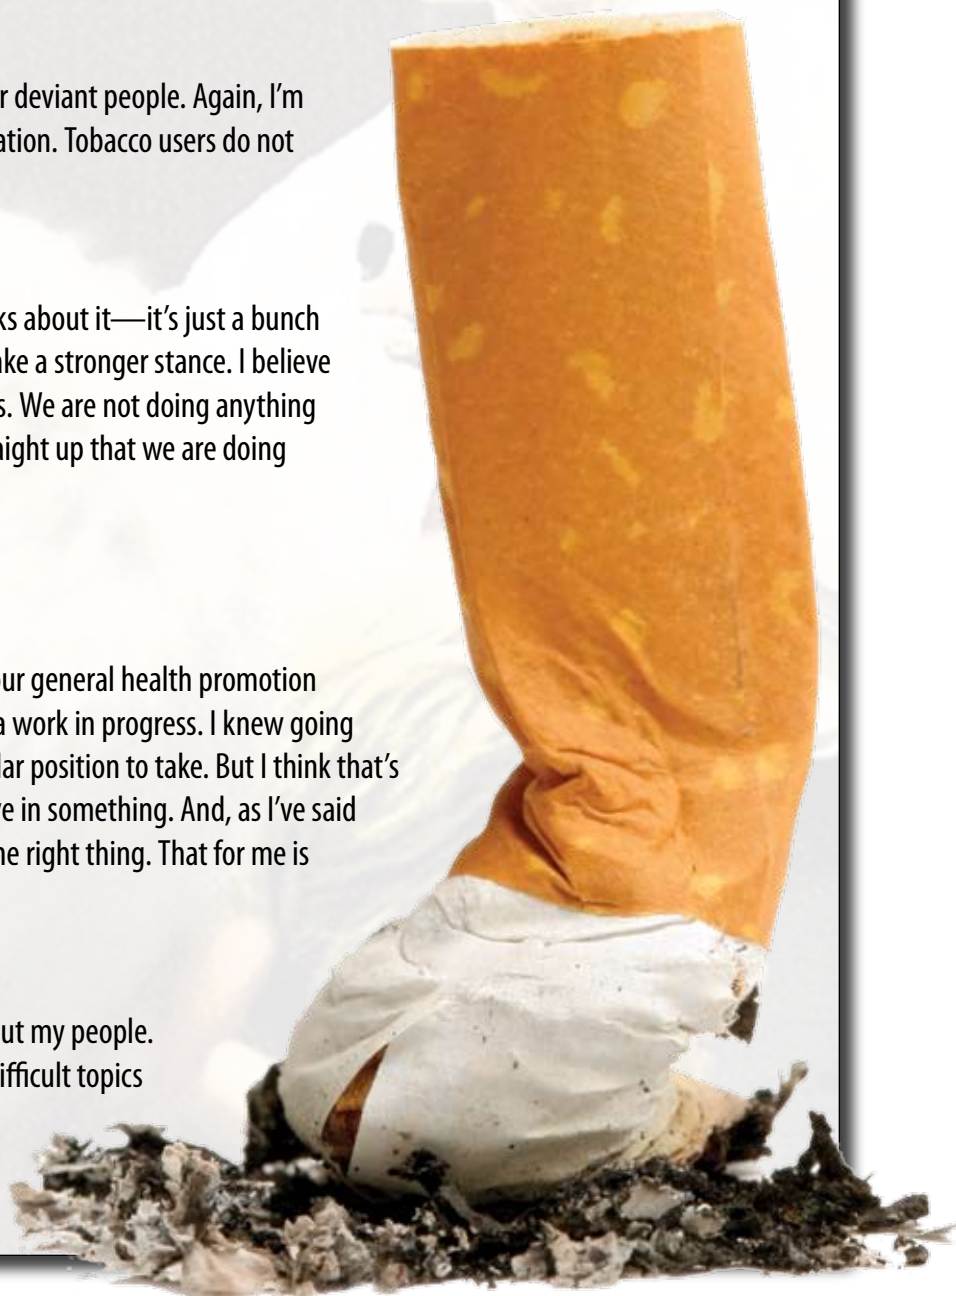 r deviant people. Again, I’m
ation. Tobacco users do not
ks about it—it’s just a bunch
ake a stronger stance. I believe
s. We are not doing anything
aight up that we are doing
our general health promotion
a work in progress. I knew going
lar position to take. But I think that’s
ve in something. And, as I’ve said
he right thing. That for me is
ut my people.
ifficult topics